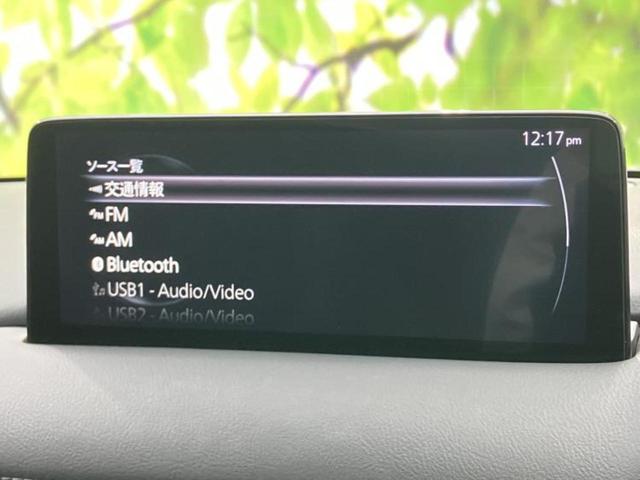 12:17 pm
ソース一覧
交通情報
FM
AM
Bluetooth
USB1 - Audio/Video
USB2 - Audio/Video